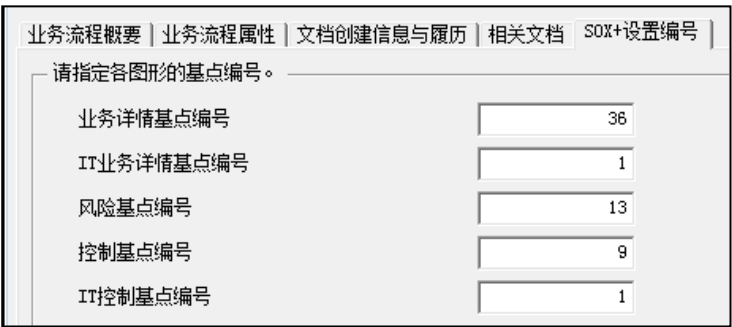 业务流程概要 业务流程属性 文档创建信息与履历 相关文档 SOX+设置编号
请指定各图形的基点编号。
业务详情基点编号 36
IT业务详情基点编号 1
风险基点编号 13
控制基点编号 9
IT控制基点编号 1